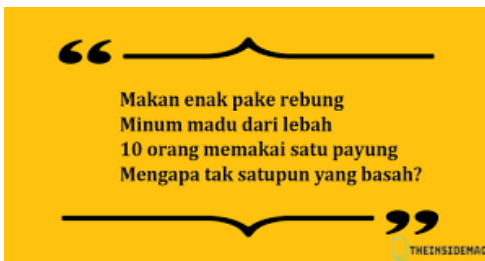 Makan enak pake rebung
Minum madu dari lebah
10 orang memakai satu payung
Mengapa tak satupun yang basah?
THEINSIDEMAG